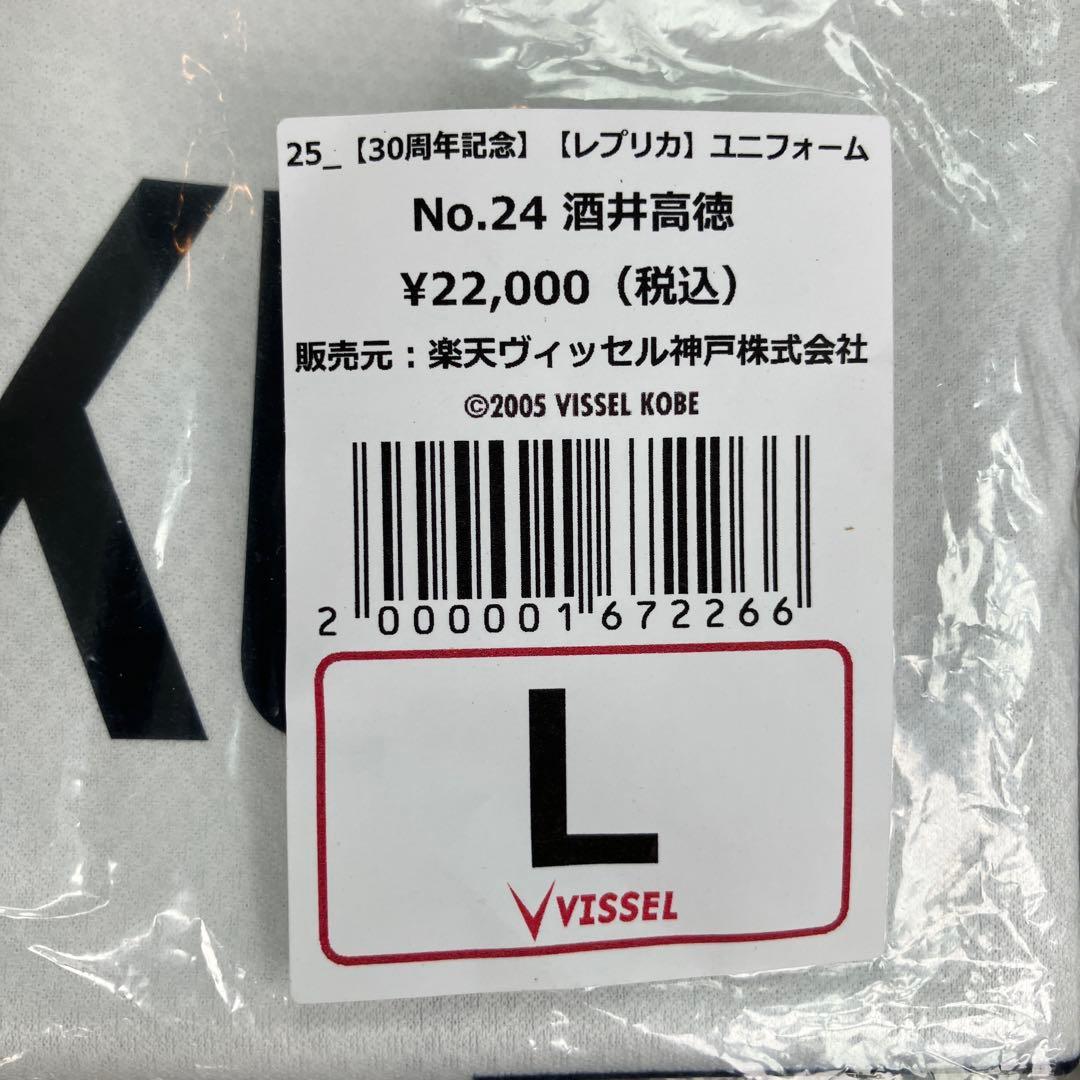 25_【30周年記念】【レプリカ】ユニフォーム
No.24 酒井高徳
¥22,000（税込）
販売元：楽天ヴィッセル神戸株式会社
©2005 VISSEL KOBE
2 000001 672266
L
VISSEL
K